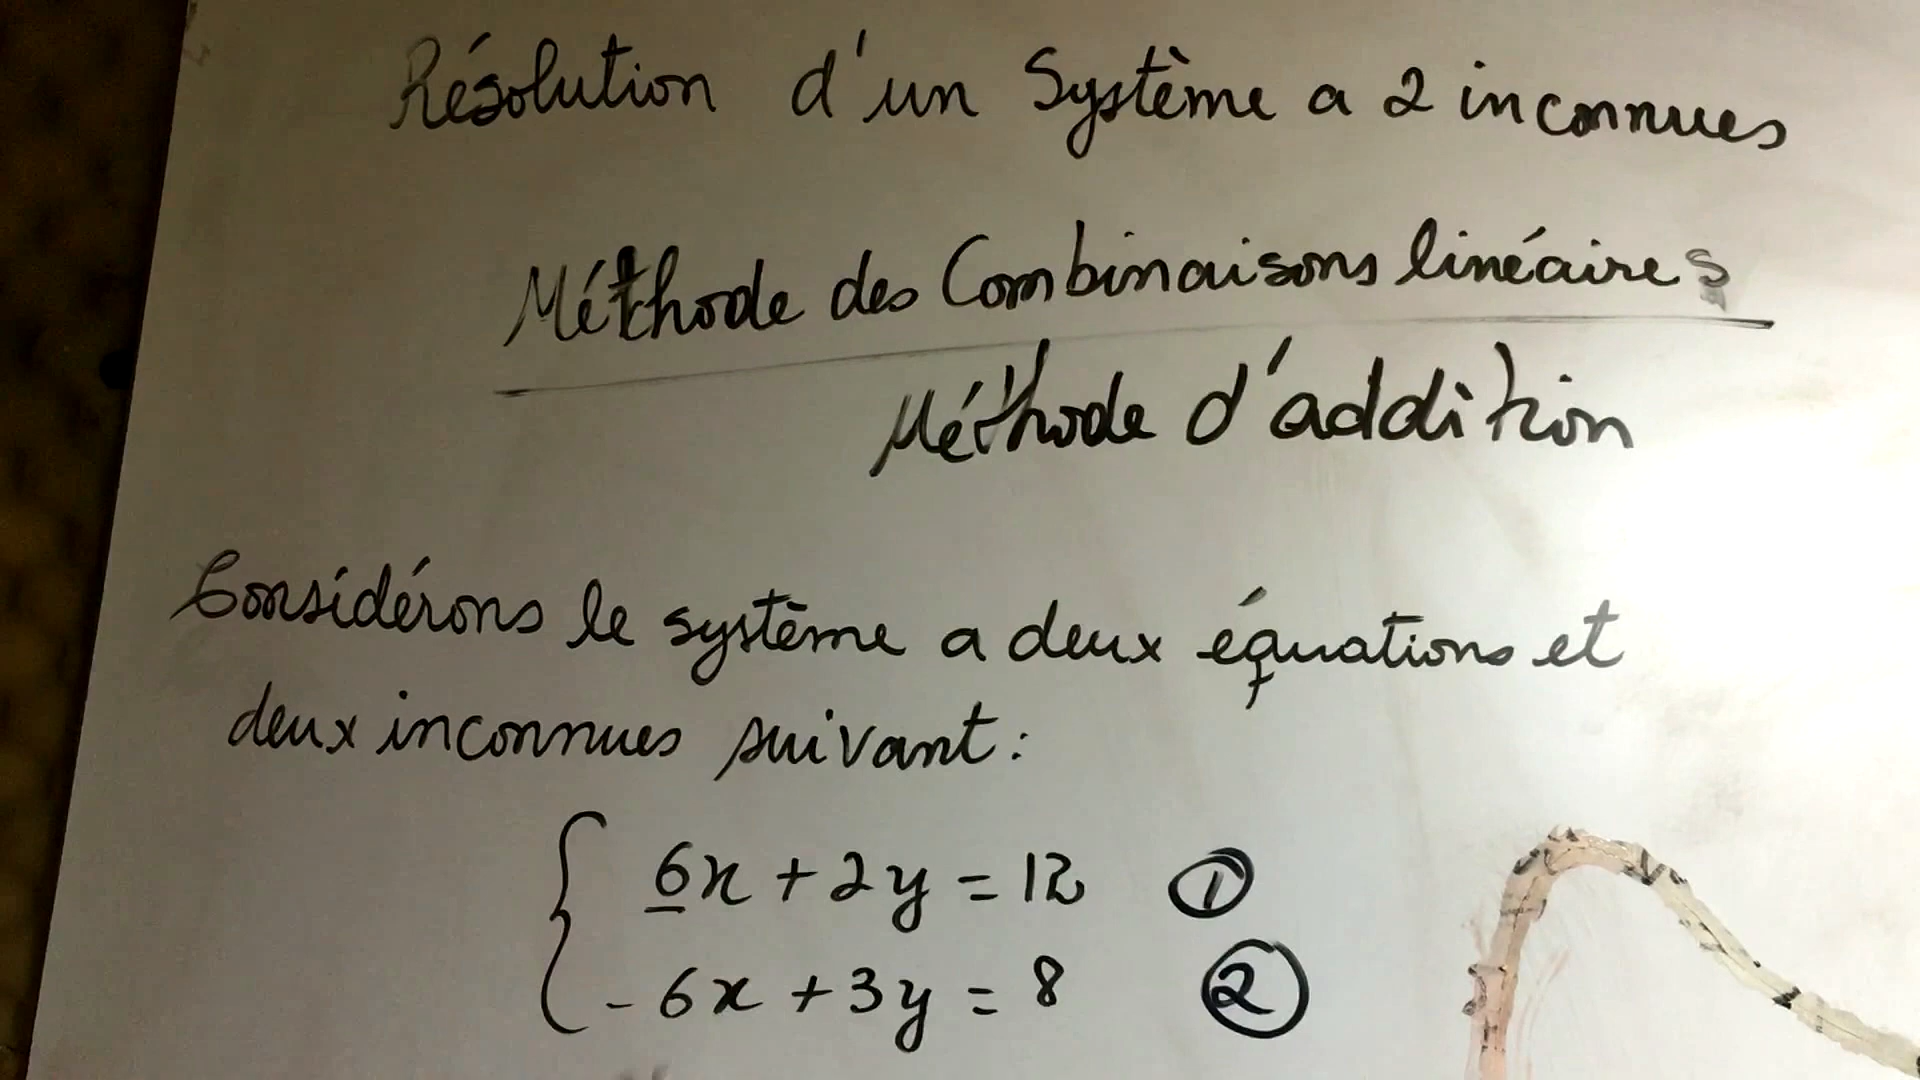 Résolution d'un Système a 2 inconnues
Méthode des Combinaisons linéaires
Méthode d'addition
Considérons le système a deux équations et
deux inconnues suivant:
6x + 2y = 12 ①
- 6x + 3y = 8 ②